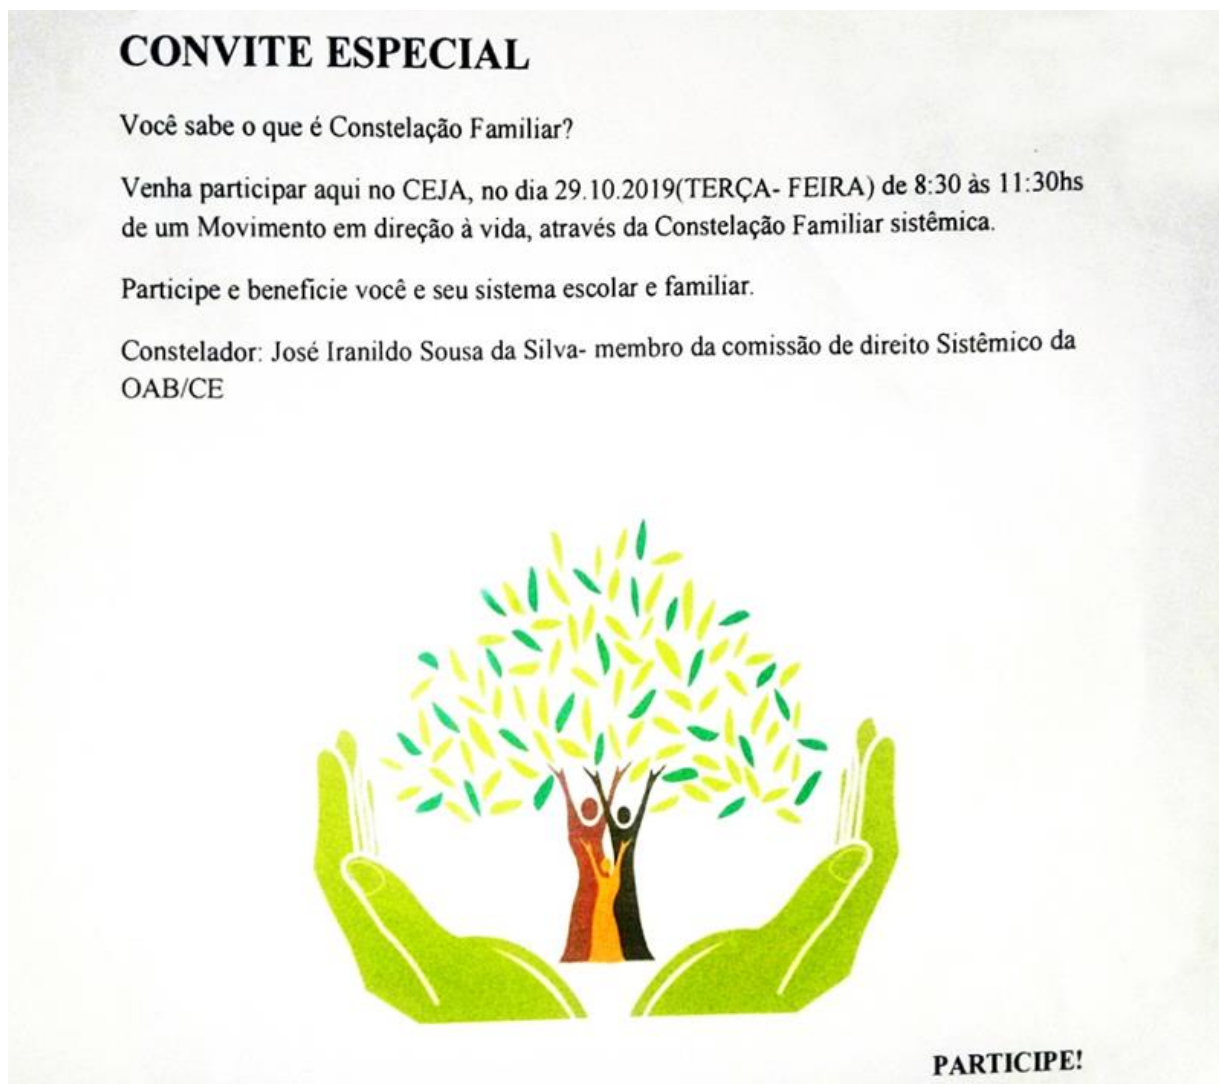 CONVITE ESPECIAL
Você sabe o que é Constelação Familiar?
Venha participar aqui no CEJA, no dia 29.10.2019(TERÇA- FEIRA) de 8:30 às 11:30hs
de um Movimento em direção à vida, através da Constelação Familiar sistêmica.
Participe e beneficie você e seu sistema escolar e familiar.
Constelador: José Iranildo Sousa da Silva- membro da comissão de direito Sistêmico da
OAB/CE
PARTICIPE!